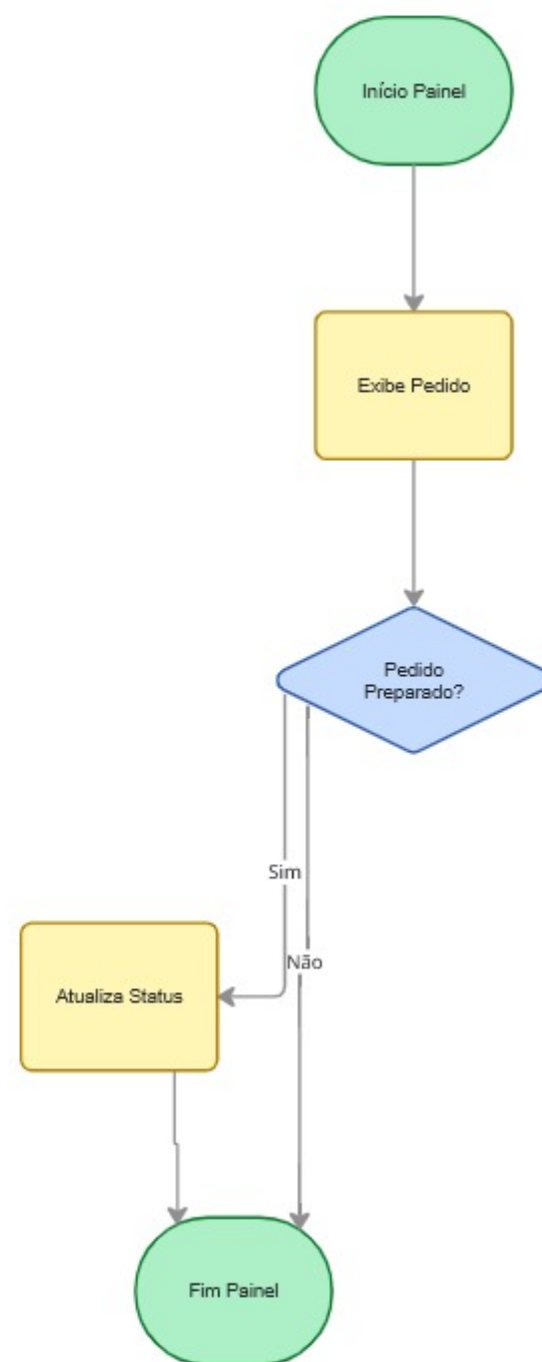 Início Painel
Exibe Pedido
Pedido
Preparado?
Sim
Não
Atualiza Status
Fim Painel